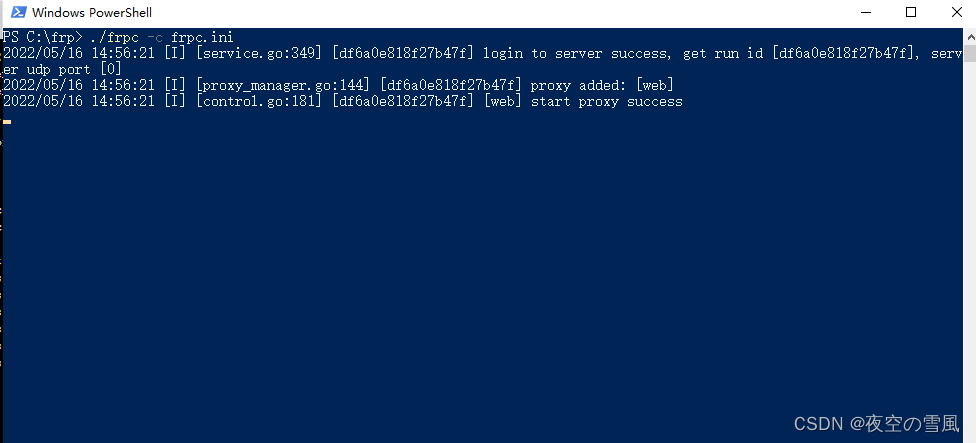 Windows PowerShell
PS C:\frp> ./frpc -c frpc.ini
2022/05/16 14:56:21 [I] [service.go:349] [df6a0e818f27b47f] login to server success, get run id [df6a0e818f27b47f], serv
er udp port [0]
2022/05/16 14:56:21 [I] [proxy_manager.go:144] [df6a0e818f27b47f] proxy added: [web]
2022/05/16 14:56:21 [I] [control.go:181] [df6a0e818f27b47f] [web] start proxy success
CSDN @夜空の雪風